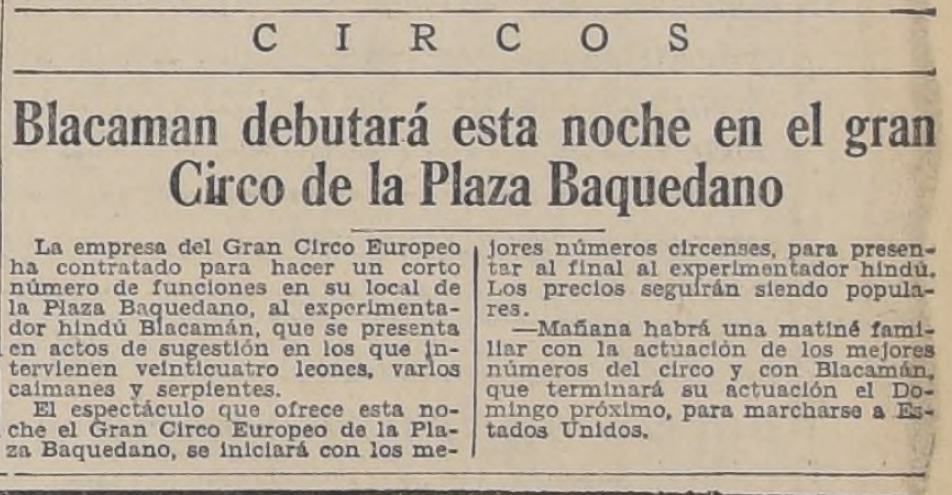 CIRCOS
Blacaman debutará esta noche en el gran
Circo de la Plaza Baquedano
La empresa del Gran Circo Europeo
ha contratado para hacer un corto
número de funciones en su local de
la Plaza Baquedano, al experimenta-
dor hindú Blacamán, que se presenta
en actos de sugestión en los que in-
tervienen veinticuatro leones, varios
caimanes y serpientes.
El espectáculo que ofrece esta no-
che el Gran Circo Europeo de la Pla-
za Baquedano, se iniciará con los me-
jores números circenses, para presen-
tar al final al experimentador hindú.
Los precios seguirán siendo popula-
res.
—Mañana habrá una matiné fami-
liar con la actuación de los mejores
números del circo y con Blacamán,
que terminará su actuación el Do-
mingo próximo, para marcharse a Es-
tados Unidos.